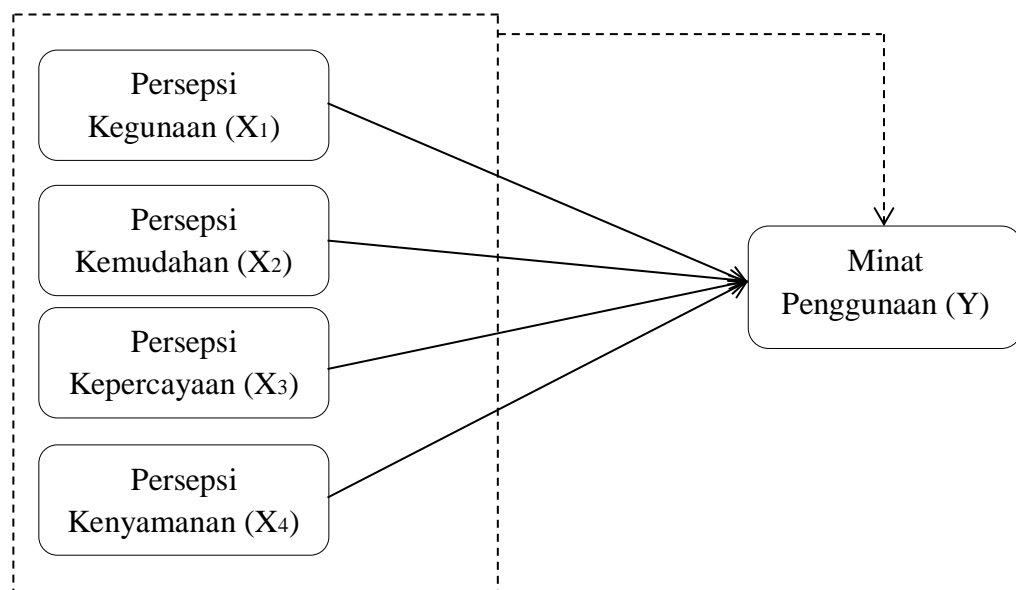 Persepsi
Kegunaan (X1)
Persepsi
Kemudahan (X2)
Persepsi
Kepercayaan (X3)
Persepsi
Kenyamanan (X4)
Minat
Penggunaan (Y)